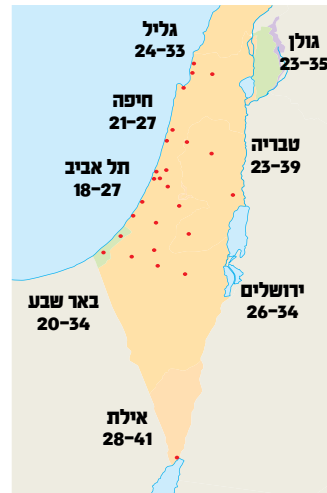 גליל
24-33
גולן
23-35
חיפה
21-27
טבריה
23-39
תל אביב
18-27
ירושלים
26-34
באר שבע
20-34
אילת
28-41